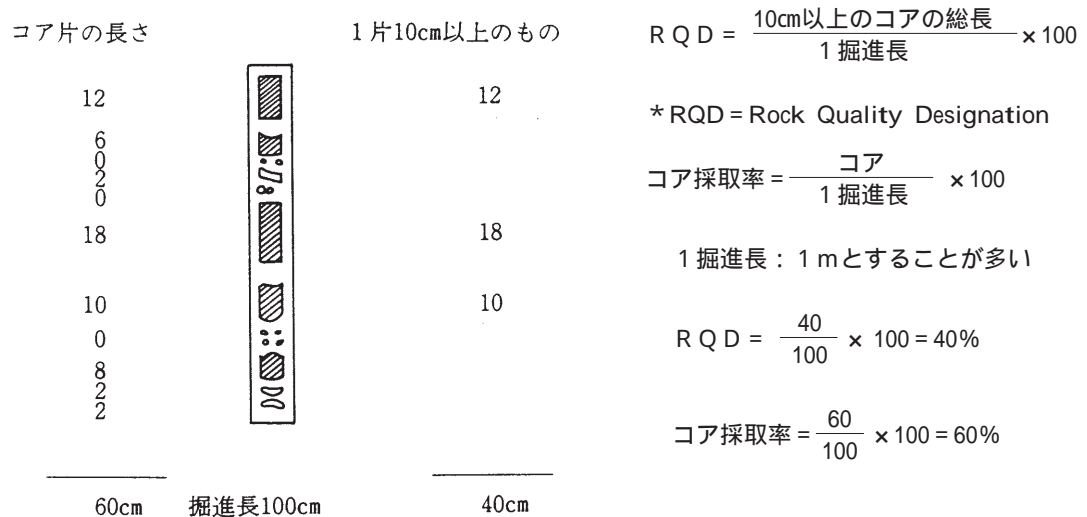 コア片の長さ
12
6
0
2
0
18
10
0
8
2
2
60cm
掘進長100cm
1片10cm以上のもの
12
18
10
40cm
RQD = 10cm以上のコアの総長 / 1掘進長 ×100
*RQD=Rock Quality Designation
コア採取率= コア / 1掘進長 ×100
1掘進長：1mとすることが多い
RQD = 40 / 100 × 100=40%
コア採取率= 60 / 100 ×100=60%